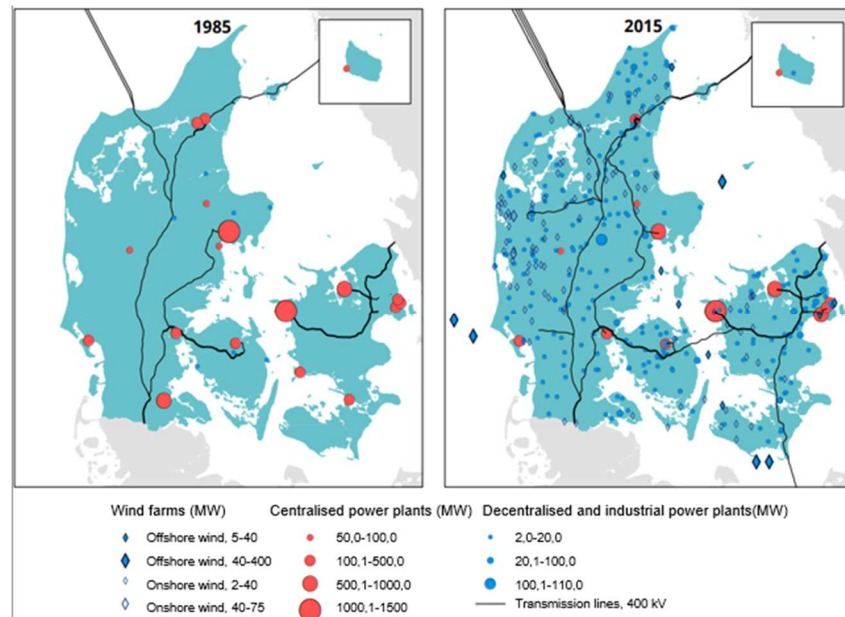 1985
2015
Wind farms (MW)
Offshore wind, 5-40
Offshore wind, 40-400
Onshore wind, 2-40
Onshore wind, 40-75
Centralised power plants (MW)
50,0-100,0
100,1-500,0
500,1-1000,0
1000,1-1500
Decentralised and industrial power plants(MW)
2,0-20,0
20,1-100,0
100,1-110,0
Transmission lines, 400 kV